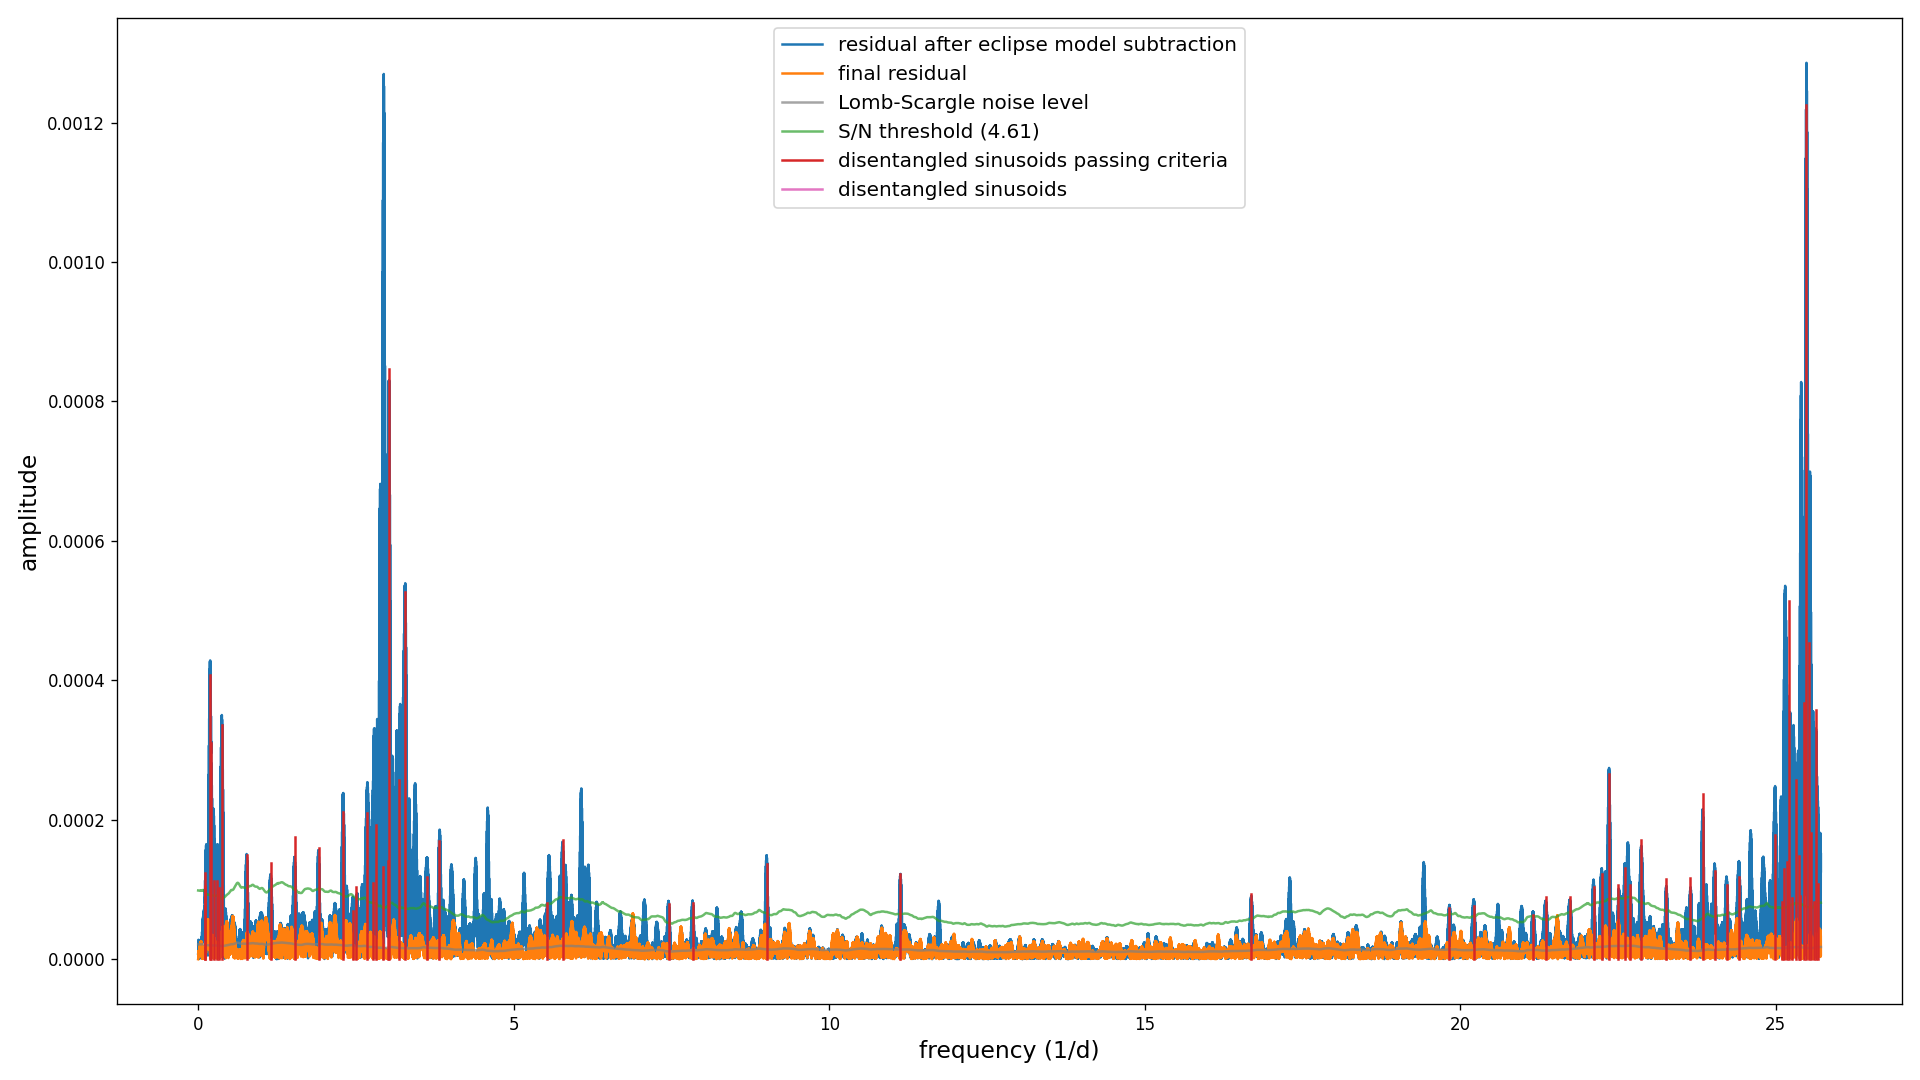 residual after eclipse model subtraction
final residual
Lomb-Scargle noise level
S/N threshold (4.61)
disentangled sinusoids passing criteria
disentangled sinusoids
amplitude
0.0012
0.0010
0.0008
0.0006
0.0004
0.0002
0.0000
0 5 10 15 20 25
frequency (1/d)